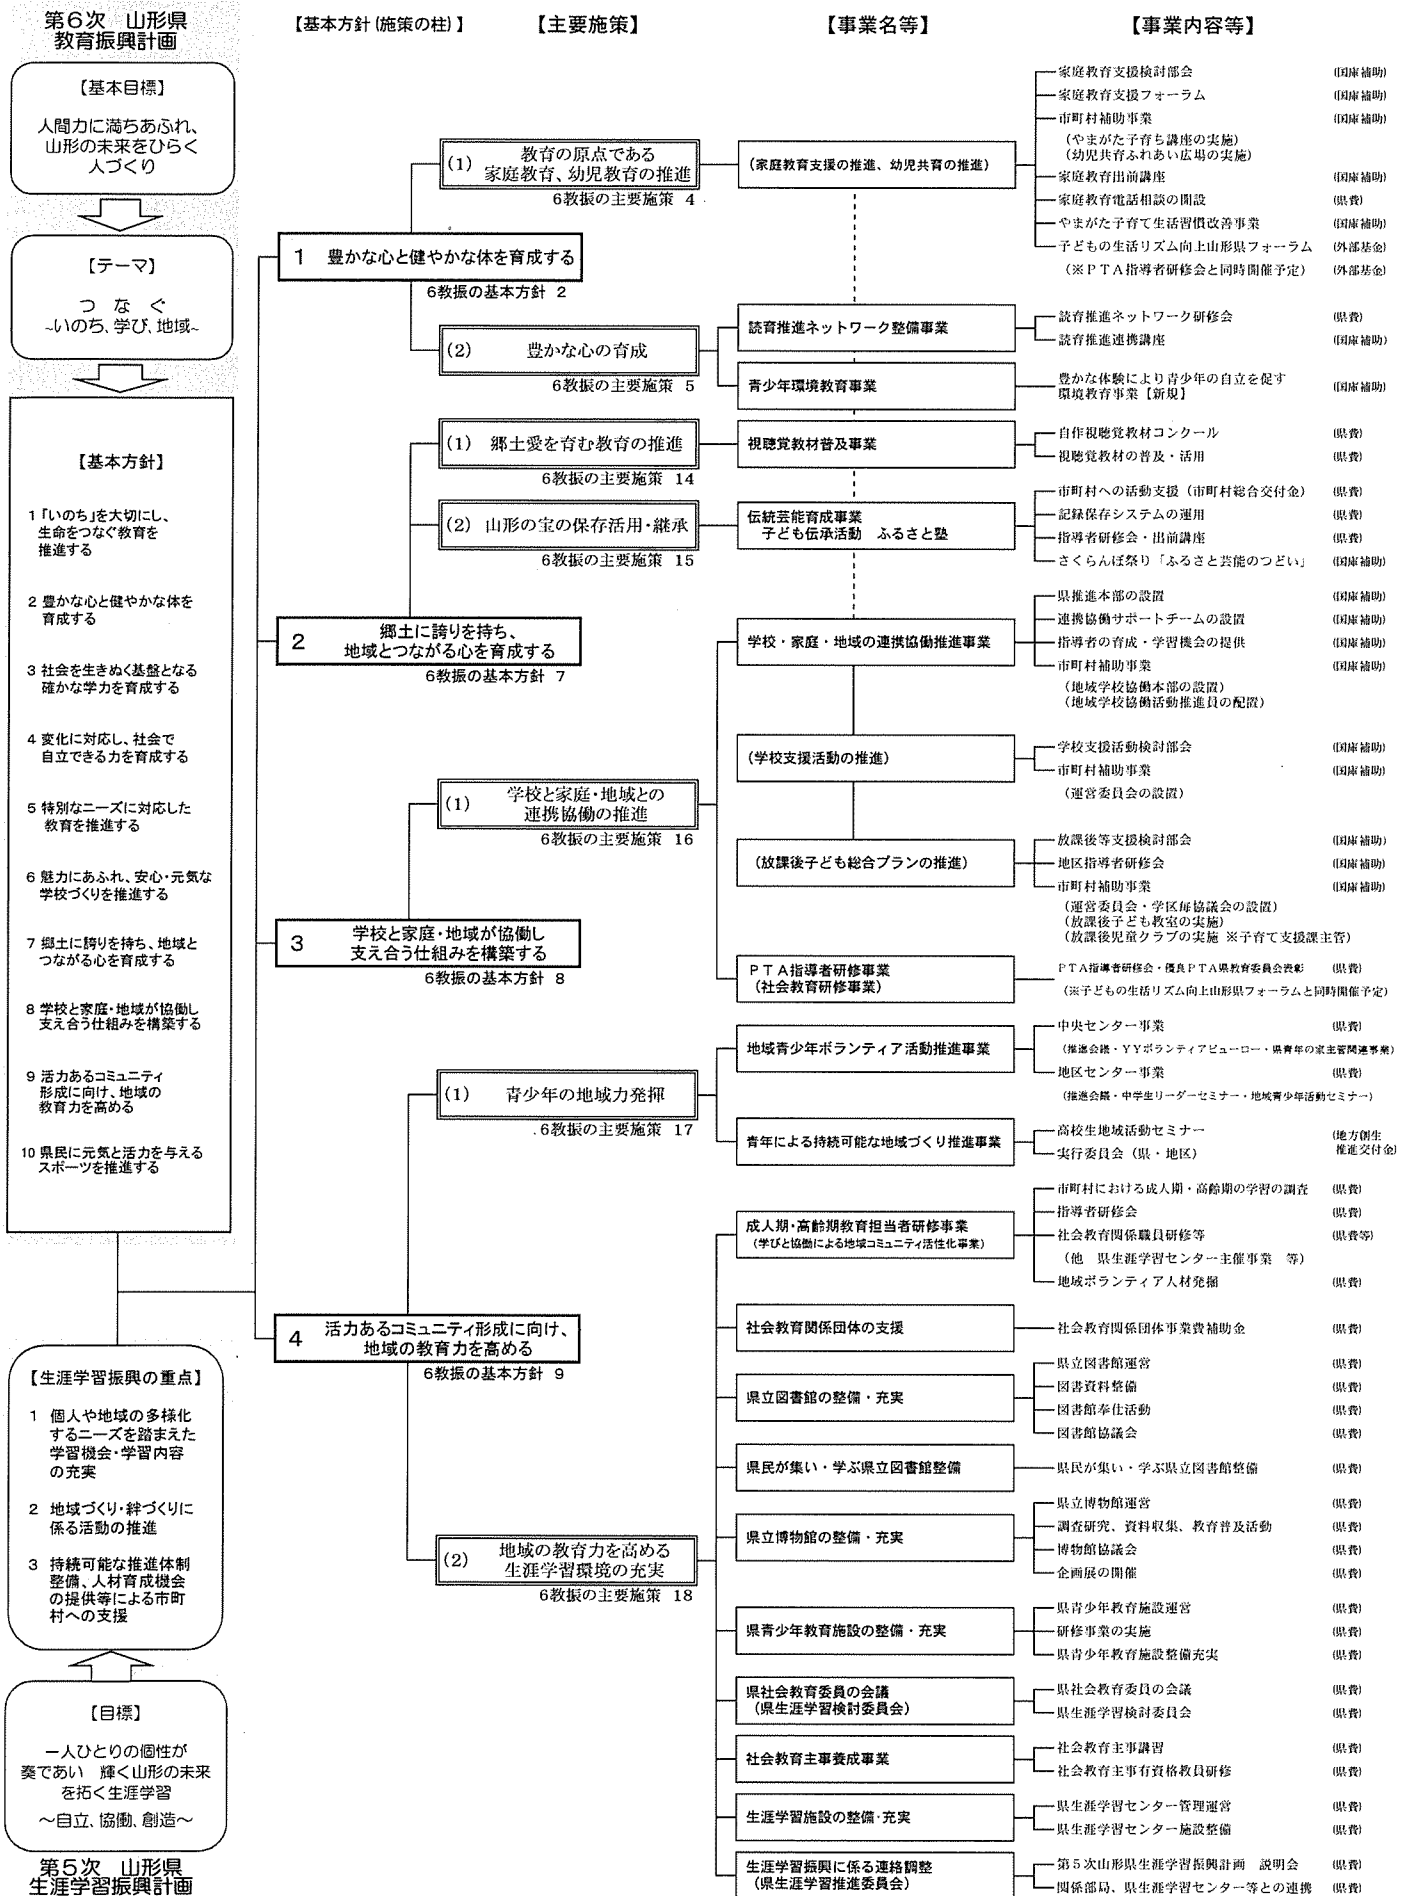 第6次　山形県
教育振興計画
【基本目標】
人間力に満ちあふれ、
山形の未来をひらく
人づくり
【テーマ】
つ　な　ぐ
~いのち、学び、地域~
【基本方針】
1 「いのち」を大切にし、
生命をつなぐ教育を
推進する
2 豊かな心と健やかな体を
育成する
3 社会を生きぬく基盤となる
確かな学力を育成する
4 変化に対応し、社会で
自立できる力を育成する
5 特別なニーズに対応した
教育を推進する
6 魅力にあふれ、安心・元気な
学校づくりを推進する
7 郷土に誇りを持ち、地域と
つながる心を育成する
8 学校と家庭・地域が協働し
支え合う仕組みを構築する
9 活力あるコミュニティ
形成に向け、地域の
教育力を高める
10 県民に元気と活力を与える
スポーツを推進する
【生涯学習振興の重点】
1 個人や地域の多様化
するニーズを踏まえた
学習機会・学習内容
の充実
2 地域づくり・絆づくりに
係る活動の推進
3 持続可能な推進体制
整備、人材育成機会
の提供等による市町
村への支援
【目標】
一人ひとりの個性が
奏であい　輝く山形の未来
を拓く生涯学習
～自立、協働、創造～
第5次　山形県
生涯学習振興計画
【基本方針（施策の柱）】
1 豊かな心と健やかな体を育成する
6教振の基本方針 2
2 郷土に誇りを持ち、
地域とつながる心を育成する
6教振の基本方針 7
3 学校と家庭・地域が協働し
支え合う仕組みを構築する
6教振の基本方針 8
4 活力あるコミュニティ形成に向け、
地域の教育力を高める
6教振の基本方針 9
【主要施策】
(1) 教育の原点である
家庭教育、幼児教育の推進
6教振の主要施策 4
(2) 豊かな心の育成
6教振の主要施策 5
(1) 郷土愛を育む教育の推進
6教振の主要施策 14
(2) 山形の宝の保存活用・継承
6教振の主要施策 15
(1) 学校と家庭・地域との
連携協働の推進
6教振の主要施策 16
(1) 青少年の地域力発揮
6教振の主要施策 17
(2) 地域の教育力を高める
生涯学習環境の充実
6教振の主要施策 18
【事業名等】
（家庭教育支援の推進、幼児共育の推進）
読育推進ネットワーク整備事業
青少年環境教育事業
視聴覚教材普及事業
伝統芸能育成事業
子ども伝承活動　ふるさと塾
学校・家庭・地域の連携協働推進事業
（学校支援活動の推進）
（放課後子ども総合プランの推進）
ＰＴＡ指導者研修事業
（社会教育研修事業）
地域青少年ボランティア活動推進事業
青年による持続可能な地域づくり推進事業
成人期・高齢期教育担当者研修事業
（学びと協働による地域コミュニティ活性化事業）
社会教育関係団体の支援
県立図書館の整備・充実
県民が集い・学ぶ県立図書館整備
県立博物館の整備・充実
県青少年教育施設の整備・充実
県社会教育委員の会議
（県生涯学習検討委員会）
社会教育主事養成事業
生涯学習施設の整備・充実
生涯学習振興に係る連絡調整
（県生涯学習推進委員会）
【事業内容等】
家庭教育支援検討部会 (国庫補助)
家庭教育支援フォーラム (国庫補助)
市町村補助事業 (国庫補助)
（やまがた子育ち講座の実施）
（幼児共育ふれあい広場の実施）
家庭教育出前講座 (国庫補助)
家庭教育電話相談の開設 (県費)
やまがた子育て生活習慣改善事業 (国庫補助)
子どもの生活リズム向上山形県フォーラム (外部基金)
（※ＰＴＡ指導者研修会と同時開催予定） (外部基金)
読育推進ネットワーク研修会 (県費)
読育推進連携講座 (国庫補助)
豊かな体験により青少年の自立を促す
環境教育事業【新規】 (国庫補助)
自作視聴覚教材コンクール (県費)
視聴覚教材の普及・活用 (県費)
市町村への活動支援（市町村総合交付金） (県費)
記録保存システムの運用 (県費)
指導者研修会・出前講座 (県費)
さくらんぼ祭り「ふるさと芸能のつどい」 (国庫補助)
県推進本部の設置 (国庫補助)
連携協働サポートチームの設置 (国庫補助)
指導者の育成・学習機会の提供 (国庫補助)
市町村補助事業 (国庫補助)
（地域学校協働本部の設置）
（地域学校協働活動推進員の配置）
学校支援活動検討部会 (国庫補助)
市町村補助事業 (国庫補助)
（運営委員会の設置）
放課後等支援検討部会 (国庫補助)
地区指導者研修会 (国庫補助)
市町村補助事業 (国庫補助)
（運営委員会・学区毎協議会の設置）
（放課後子ども教室の実施）
（放課後児童クラブの実施 ※子育て支援課主管）
ＰＴＡ指導者研修会・優良ＰＴＡ県教育委員会表彰 (県費)
（※子どもの生活リズム向上山形県フォーラムと同時開催予定）
中央センター事業 (県費)
（推進会議・ＹＹボランティアビューロー・県青年の家主管関連事業）
地区センター事業 (県費)
（推進会議・中学生リーダーセミナー・地域青少年活動セミナー）
高校生地域活動セミナー
実行委員会（県・地区）
(地方創生
推進交付金)
市町村における成人期・高齢期の学習の調査 (県費)
指導者研修会 (県費)
社会教育関係職員研修等 (県費等)
（他　県生涯学習センター主催事業　等）
地域ボランティア人材発掘 (県費)
社会教育関係団体事業費補助金 (県費)
県立図書館運営 (県費)
図書資料整備 (県費)
図書館奉仕活動 (県費)
図書館協議会 (県費)
県民が集い・学ぶ県立図書館整備 (県費)
県立博物館運営 (県費)
調査研究、資料収集、教育普及活動 (県費)
博物館協議会 (県費)
企画展の開催 (県費)
県青少年教育施設運営 (県費)
研修事業の実施 (県費)
県青少年教育施設整備充実 (県費)
県社会教育委員の会議 (県費)
県生涯学習検討委員会 (県費)
社会教育主事講習 (県費)
社会教育主事有資格教員研修 (県費)
県生涯学習センター管理運営 (県費)
県生涯学習センター施設整備 (県費)
第５次山形県生涯学習振興計画　説明会 (県費)
関係部局、県生涯学習センター等との連携 (県費)